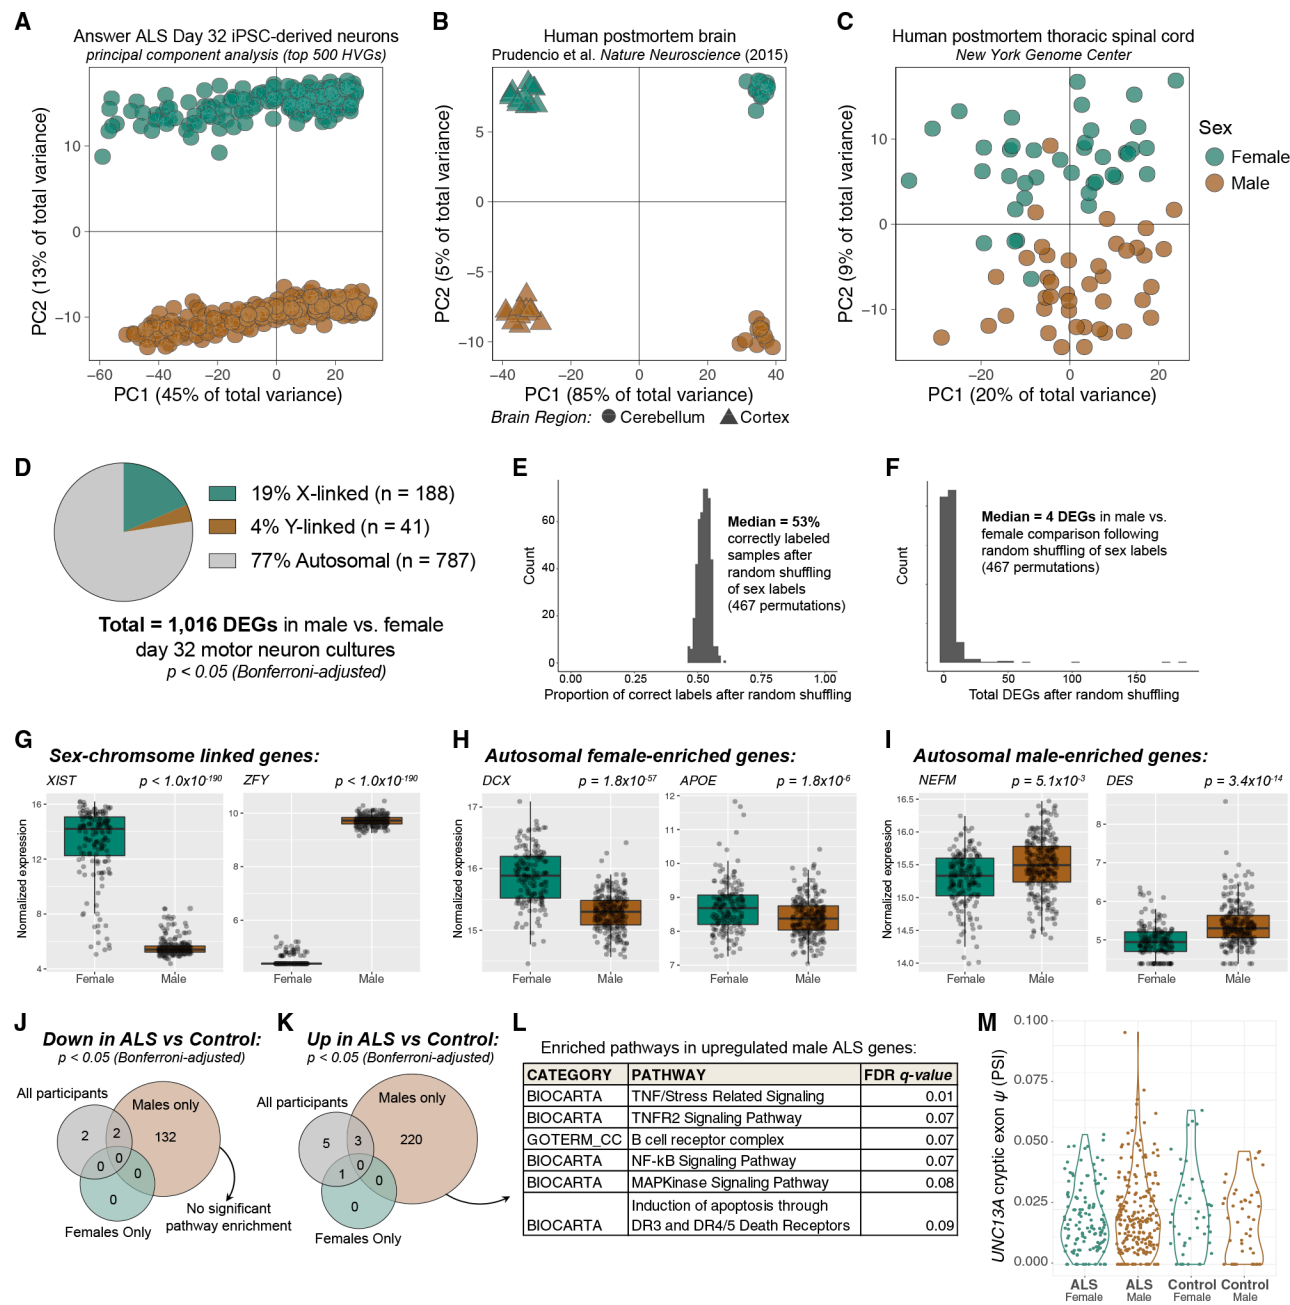 A
Answer ALS Day 32 iPSC-derived neurons
principal component analysis (top 500 HVGs)
PC2 (13% of total variance)
10
0
−10
−60
−40
−20
0
20
PC1 (45% of total variance)
B
Human postmortem brain
Prudencio et al. Nature Neuroscience (2015)
PC2 (5% of total variance)
5
0
−5
−10
−40
−20
0
20
40
PC1 (85% of total variance)
Brain Region:
Cerebellum
Cortex
C
Human postmortem thoracic spinal cord
New York Genome Center
PC2 (9% of total variance)
10
0
−10
−20
0
20
PC1 (20% of total variance)
Sex
Female
Male
D
19% X-linked (n = 188)
4% Y-linked (n = 41)
77% Autosomal (n = 787)
Total = 1,016 DEGs in male vs. female
day 32 motor neuron cultures
p < 0.05 (Bonferroni-adjusted)
E
Count
60
40
20
0
Median = 53%
correctly labeled
samples after
random shuffling
of sex labels
(467 permutations)
0.00
0.25
0.50
0.75
1.00
Proportion of correct labels after random shuffling
F
Count
Median = 4 DEGs in male vs.
female comparison following
random shuffling of sex labels
(467 permutations)
0
50
100
150
Total DEGs after random shuffling
G
Sex-chromsome linked genes:
XIST
p < 1.0x10-190
Normalized expression
16
12
8
4
Female
Male
ZFY
p < 1.0x10-190
10
8
6
Female
Male
H
Autosomal female-enriched genes:
DCX
p = 1.8x10-57
Normalized expression
17
16
15
Female
Male
APOE
p = 1.8x10-6
12
11
10
9
8
7
Female
Male
I
Autosomal male-enriched genes:
NEFM
p = 5.1x10-3
Normalized expression
16.5
16.0
15.5
15.0
14.5
14.0
Female
Male
DES
p = 3.4x10-14
8
7
6
5
Female
Male
J
Down in ALS vs Control:
p < 0.05 (Bonferroni-adjusted)
All participants
Males only
2
2
132
0
0
0
0
Females Only
No significant
pathway enrichment
K
Up in ALS vs Control:
p < 0.05 (Bonferroni-adjusted)
All participants
Males only
5
3
220
0
1
0
0
Females Only
L
Enriched pathways in upregulated male ALS genes:
CATEGORY PATHWAY FDR q-value
BIOCARTA TNF/Stress Related Signaling 0.01
BIOCARTA TNFR2 Signaling Pathway 0.07
GOTERM_CC B cell receptor complex 0.07
BIOCARTA NF-kB Signaling Pathway 0.07
BIOCARTA MAPKinase Signaling Pathway 0.08
Induction of apoptosis through
BIOCARTA DR3 and DR4/5 Death Receptors 0.09
M
UNC13A cryptic exon ψ (PSI)
0.100
0.075
0.050
0.025
0.000
ALS
Female
ALS
Male
Control
Female
Control
Male